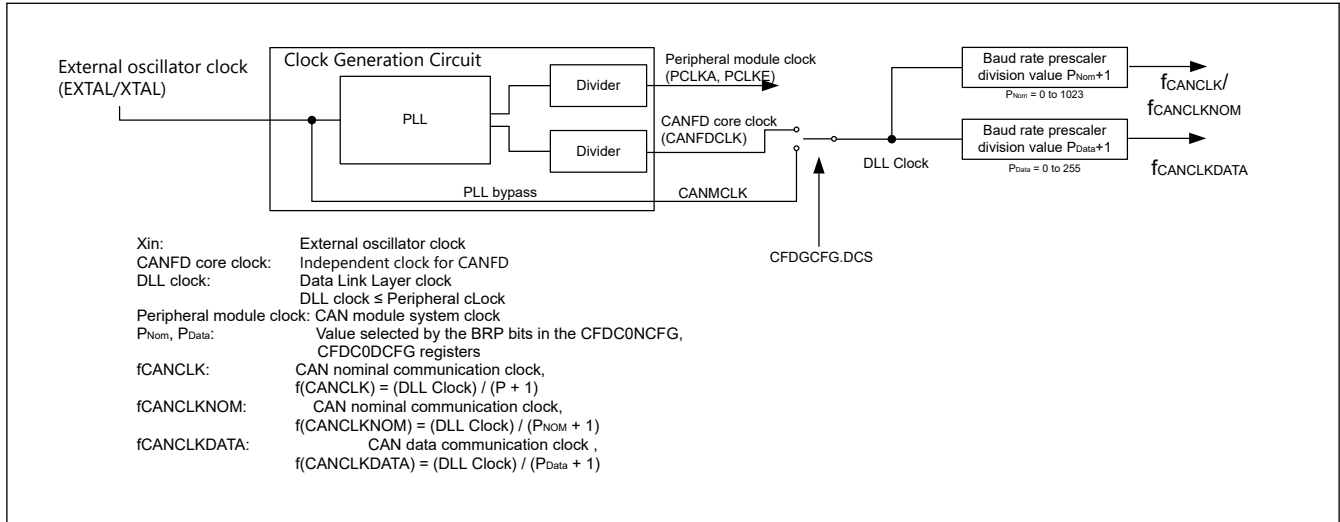 External oscillator clock
(EXTAL/XTAL)
Clock Generation Circuit
PLL
Divider
Divider
Peripheral module clock
(PCLKA, PCLKE)
CANFD core clock
(CANFDCLK)
PLL bypass
CANMCLK
CFDGCFG.DCS
DLL Clock
Baud rate prescaler
division value PNom+1
PNom = 0 to 1023
fCANCLK/
fCANCLKNOM
Baud rate prescaler
division value PData+1
PData = 0 to 255
fCANCLKDATA
Xin: External oscillator clock
CANFD core clock: Independent clock for CANFD
DLL clock: Data Link Layer clock
DLL clock ≤ Peripheral cLock
Peripheral module clock: CAN module system clock
PNom, PData: Value selected by the BRP bits in the CFDC0NCFG,
CFDC0DCFG registers
fCANCLK: CAN nominal communication clock,
f(CANCLK) = (DLL Clock) / (P + 1)
fCANCLKNOM: CAN nominal communication clock,
f(CANCLKNOM) = (DLL Clock) / (PNOM + 1)
fCANCLKDATA: CAN data communication clock ,
f(CANCLKDATA) = (DLL Clock) / (PData + 1)